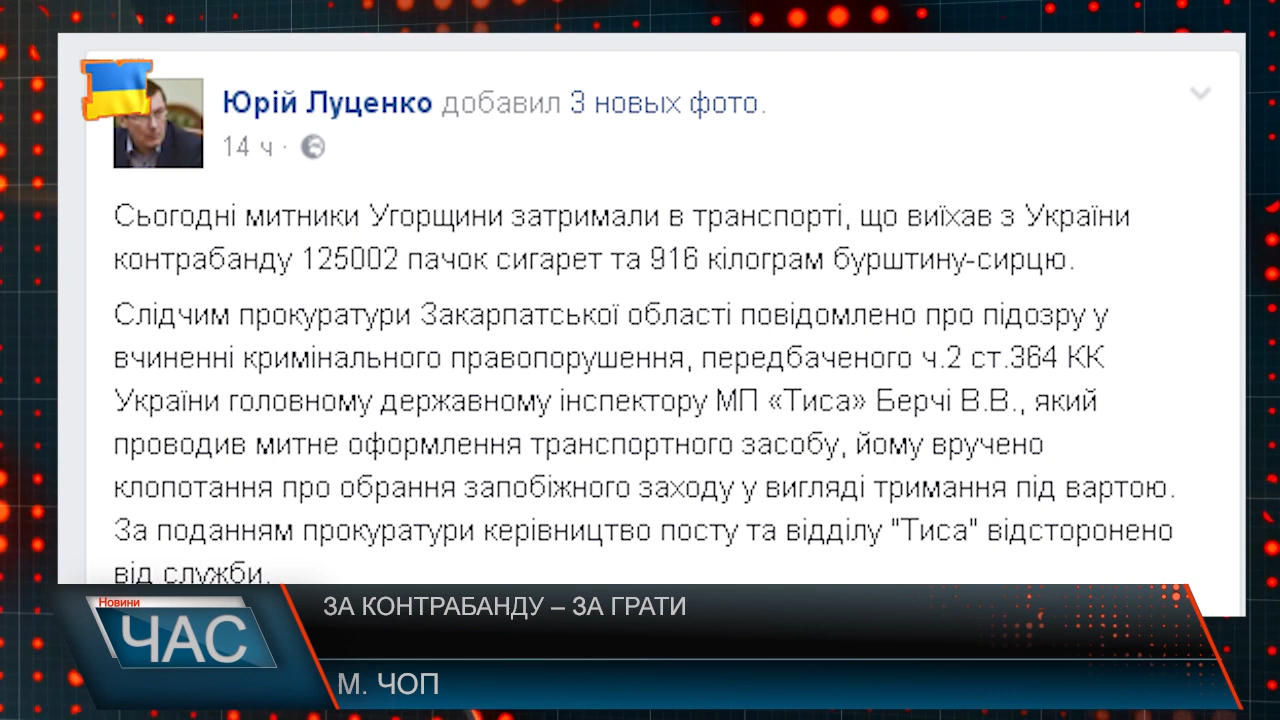 Юрій Луценко добавил 3 новых фото.
14 ч ·
Сьогодні митники Угорщини затримали в транспорті, що виїхав з України
контрабанду 125002 пачок сигарет та 916 кілограм бурштину-сирцю.
Слідчим прокуратури Закарпатської області повідомлено про підозру у
вчиненні кримінального правопорушення, передбаченого ч.2 ст.364 КК
України головному державному інспектору МП «Тиса» Берчі В.В., який
проводив митне оформлення транспортного засобу, йому вручено
клопотання про обрання запобіжного заходу у вигляді тримання під вартою.
За поданням прокуратури керівництво посту та відділу "Тиса" відсторонено
від служби.
Новини
ЧАС
ЗА КОНТРАБАНДУ – ЗА ГРАТИ
М. ЧОП